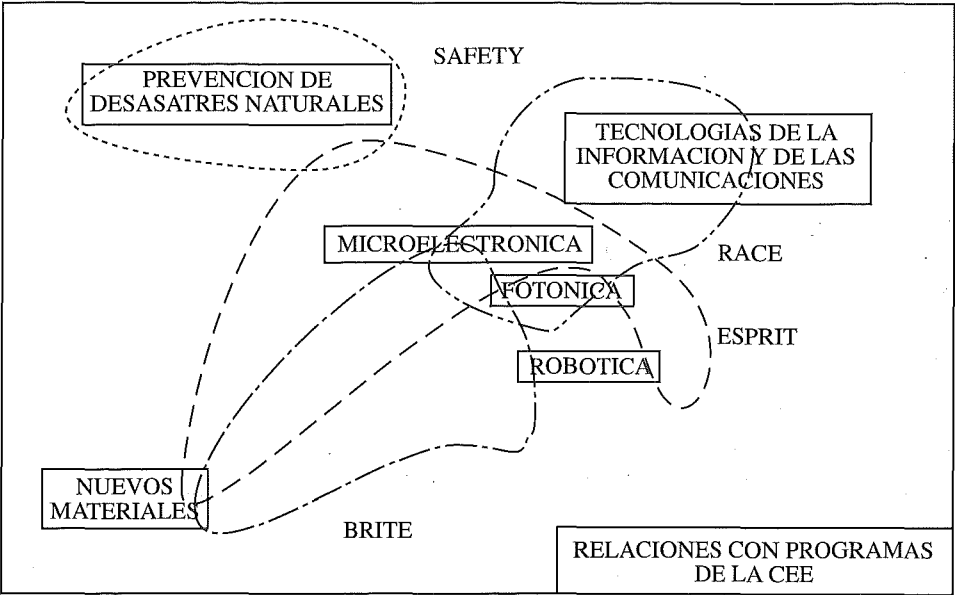 SAFETY
PREVENCION DE
DESASATRES NATURALES
TECNOLOGIAS DE LA
INFORMACION Y DE LAS
COMUNICACIONES
MICROELECTRONICA
RACE
FOTONICA
ESPRIT
ROBOTICA
NUEVOS
MATERIALES
BRITE
RELACIONES CON PROGRAMAS
DE LA CEE